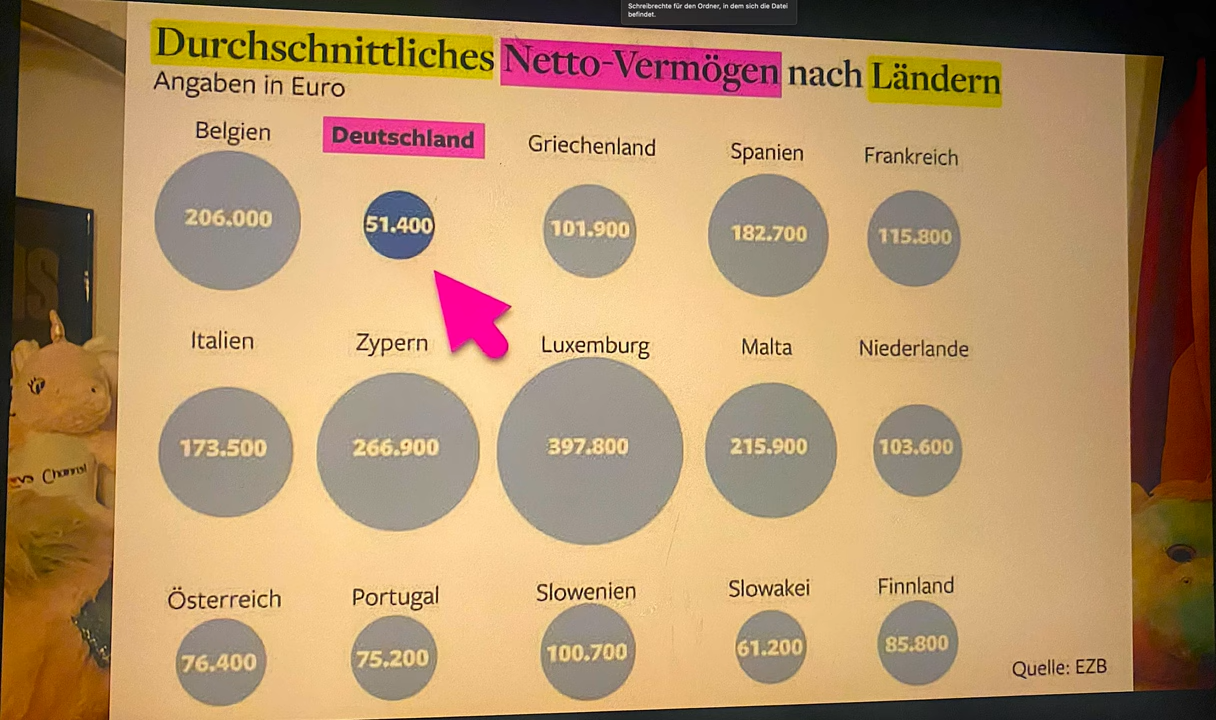 Schreibrechte für den Ordner, in dem sich die Datei
befindet.
Durchschnittliches Netto-Vermögen nach Ländern
Angaben in Euro
Belgien
Deutschland
Griechenland
Spanien
Frankreich
206.000
51.400
101.900
182.700
115.800
Italien
Zypern
Luxemburg
Malta
Niederlande
173.500
266.900
397.800
215.900
103.600
Channel
Österreich
Portugal
Slowenien
Slowakei
Finnland
76.400
75.200
100.700
61.200
85.800
Quelle: EZB